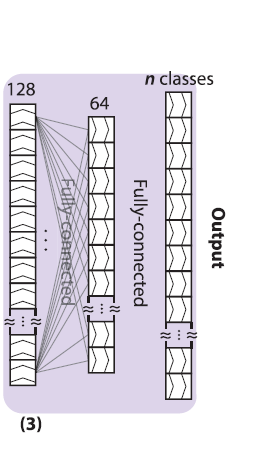 n classes
128
64
Fully-connected
Fully-connected
Output
(3)